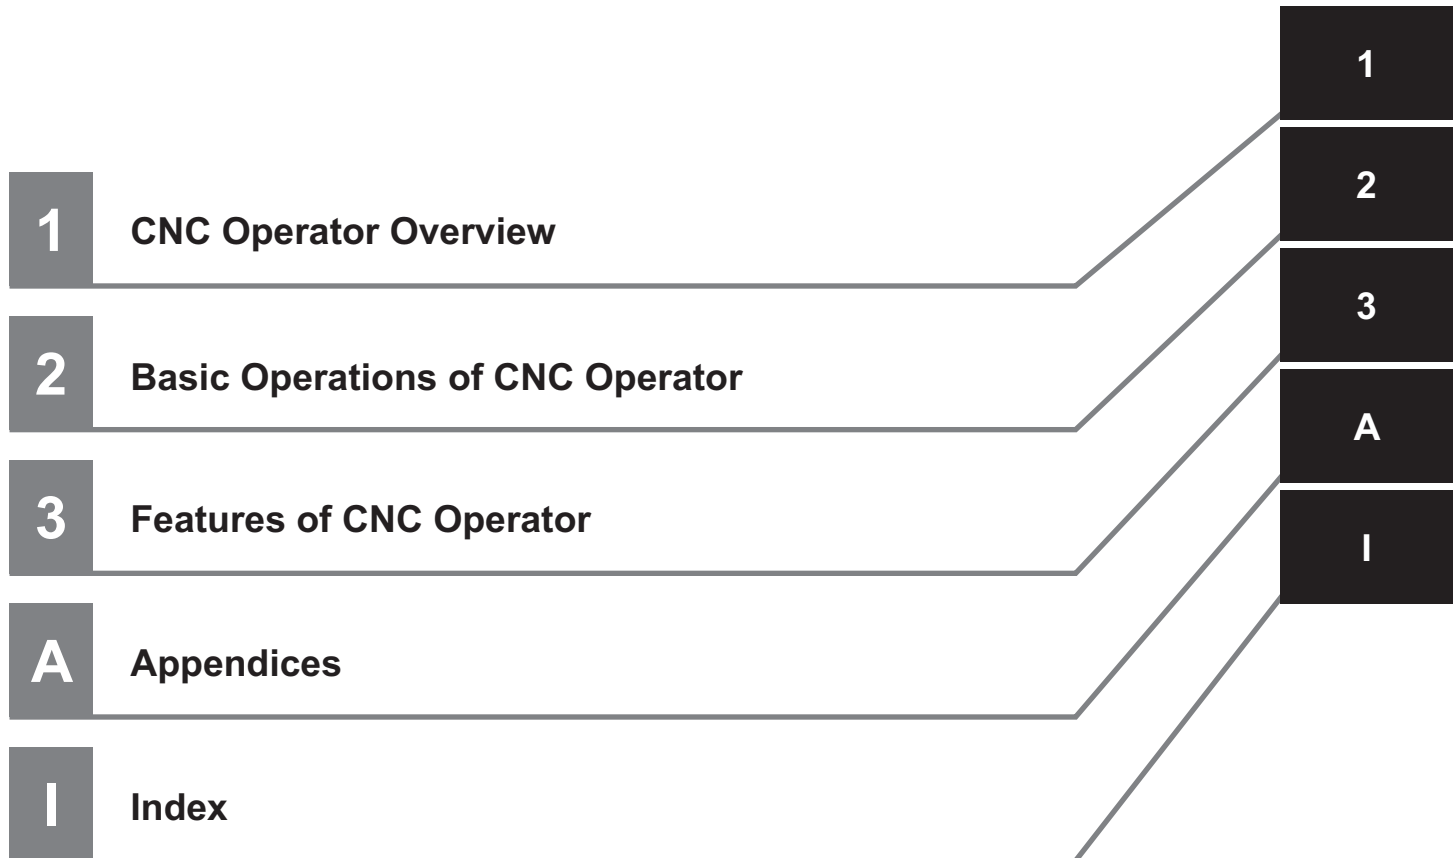 1 CNC Operator Overview
2 Basic Operations of CNC Operator
3 Features of CNC Operator
A Appendices
I Index
1
2
3
A
I